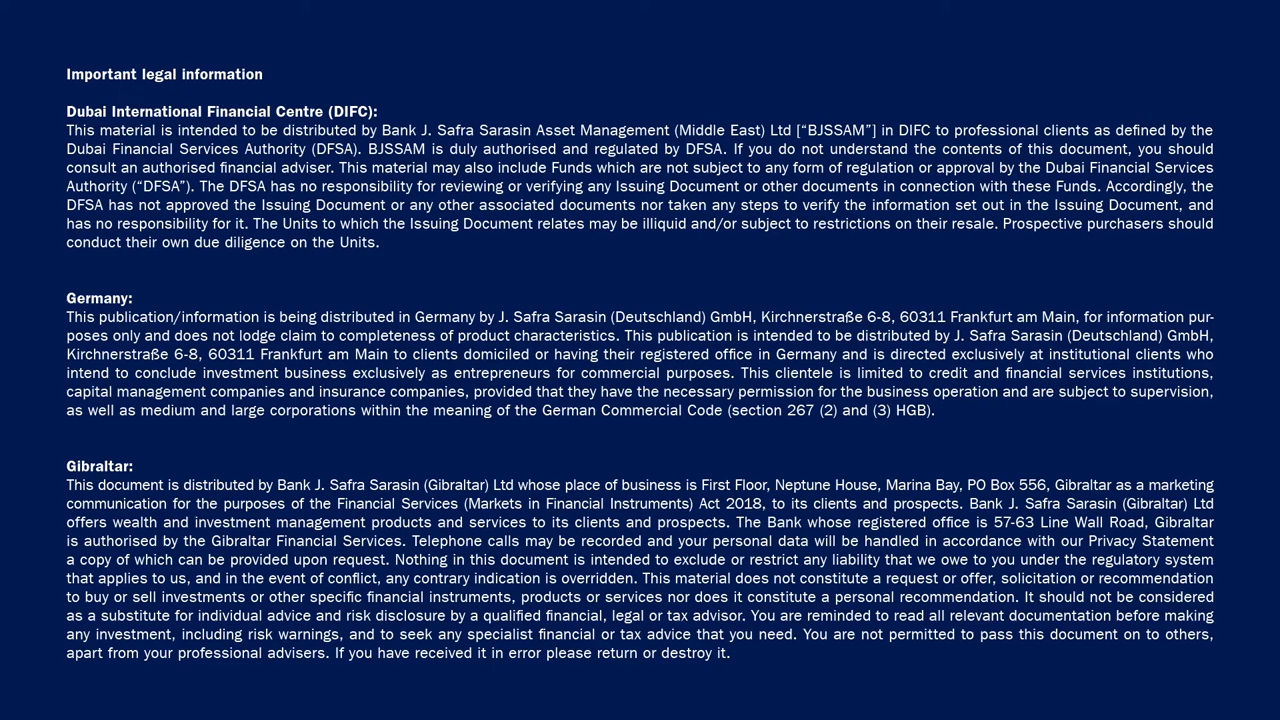 Important legal information
Dubai International Financial Centre (DIFC):
This material is intended to be distributed by Bank J. Safra Sarasin Asset Management (Middle East) Ltd [“BJSSAM”] in DIFC to professional clients as defined by the
Dubai Financial Services Authority (DFSA). BJSSAM is duly authorised and regulated by DFSA. If you do not understand the contents of this document, you should
consult an authorised financial adviser. This material may also include Funds which are not subject to any form of regulation or approval by the Dubai Financial Services
Authority (“DFSA”). The DFSA has no responsibility for reviewing or verifying any Issuing Document or other documents in connection with these Funds. Accordingly, the
DFSA has not approved the Issuing Document or any other associated documents nor taken any steps to verify the information set out in the Issuing Document, and
has no responsibility for it. The Units to which the Issuing Document relates may be illiquid and/or subject to restrictions on their resale. Prospective purchasers should
conduct their own due diligence on the Units.
Germany:
This publication/information is being distributed in Germany by J. Safra Sarasin (Deutschland) GmbH, Kirchnerstraße 6-8, 60311 Frankfurt am Main, for information pur-
poses only and does not lodge claim to completeness of product characteristics. This publication is intended to be distributed by J. Safra Sarasin (Deutschland) GmbH,
Kirchnerstraße 6-8, 60311 Frankfurt am Main to clients domiciled or having their registered office in Germany and is directed exclusively at institutional clients who
intend to conclude investment business exclusively as entrepreneurs for commercial purposes. This clientele is limited to credit and financial services institutions,
capital management companies and insurance companies, provided that they have the necessary permission for the business operation and are subject to supervision,
as well as medium and large corporations within the meaning of the German Commercial Code (section 267 (2) and (3) HGB).
Gibraltar:
This document is distributed by Bank J. Safra Sarasin (Gibraltar) Ltd whose place of business is First Floor, Neptune House, Marina Bay, PO Box 556, Gibraltar as a marketing
communication for the purposes of the Financial Services (Markets in Financial Instruments) Act 2018, to its clients and prospects. Bank J. Safra Sarasin (Gibraltar) Ltd
offers wealth and investment management products and services to its clients and prospects. The Bank whose registered office is 57-63 Line Wall Road, Gibraltar
is authorised by the Gibraltar Financial Services. Telephone calls may be recorded and your personal data will be handled in accordance with our Privacy Statement
a copy of which can be provided upon request. Nothing in this document is intended to exclude or restrict any liability that we owe to you under the regulatory system
that applies to us, and in the event of conflict, any contrary indication is overridden. This material does not constitute a request or offer, solicitation or recommendation
to buy or sell investments or other specific financial instruments, products or services nor does it constitute a personal recommendation. It should not be considered
as a substitute for individual advice and risk disclosure by a qualified financial, legal or tax advisor. You are reminded to read all relevant documentation before making
any investment, including risk warnings, and to seek any specialist financial or tax advice that you need. You are not permitted to pass this document on to others,
apart from your professional advisers. If you have received it in error please return or destroy it.